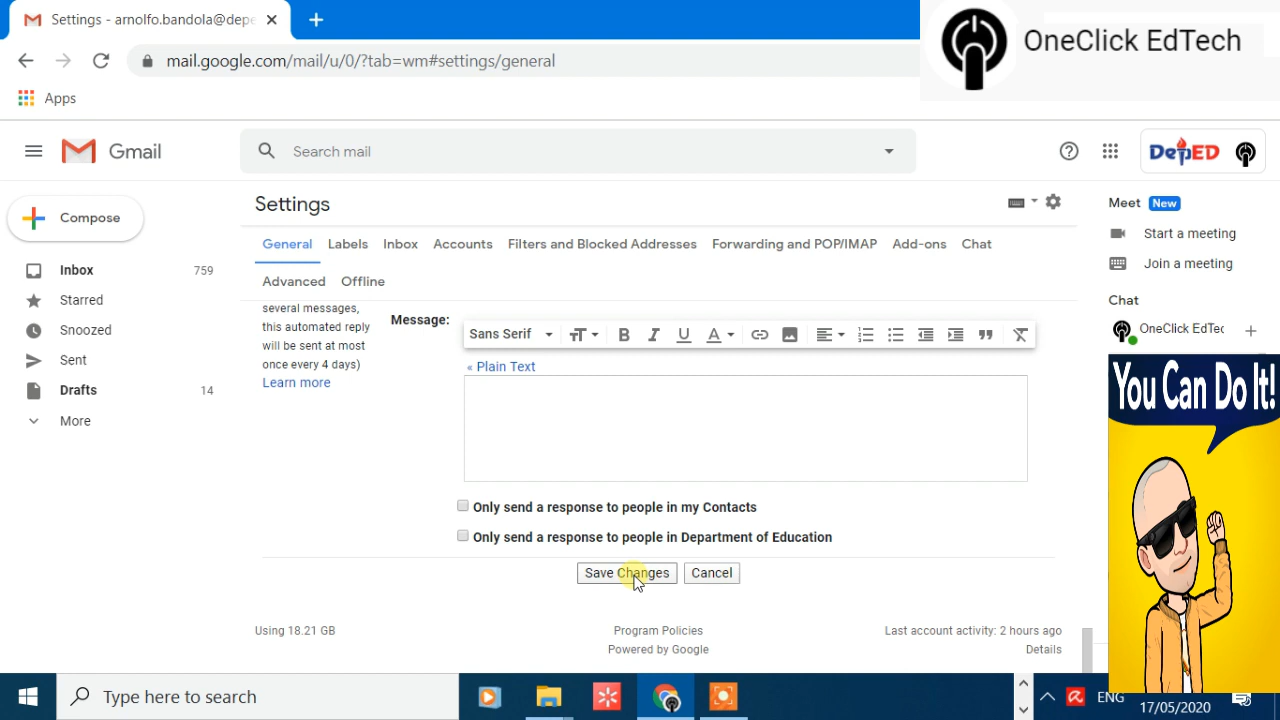 Settings - arnolfo.bandola@depe
OneClick EdTech
mail.google.com/mail/u/0/?tab=wm#settings/general
Apps
Gmail
Search mail
DepED
Compose
Settings
Meet New
Start a meeting
Join a meeting
General Labels Inbox Accounts Filters and Blocked Addresses Forwarding and POP/IMAP Add-ons Chat
Advanced Offline
Inbox 759
Starred
Snoozed
Sent
Drafts 14
More
several messages,
this automated reply
will be sent at most
once every 4 days)
Learn more
Message:
Sans Serif
« Plain Text
Only send a response to people in my Contacts
Only send a response to people in Department of Education
Save Changes Cancel
Chat
OneClick EdTec
You Can Do It!
Using 18.21 GB
Program Policies
Powered by Google
Last account activity: 2 hours ago
Details
Type here to search
ENG
17/05/2020